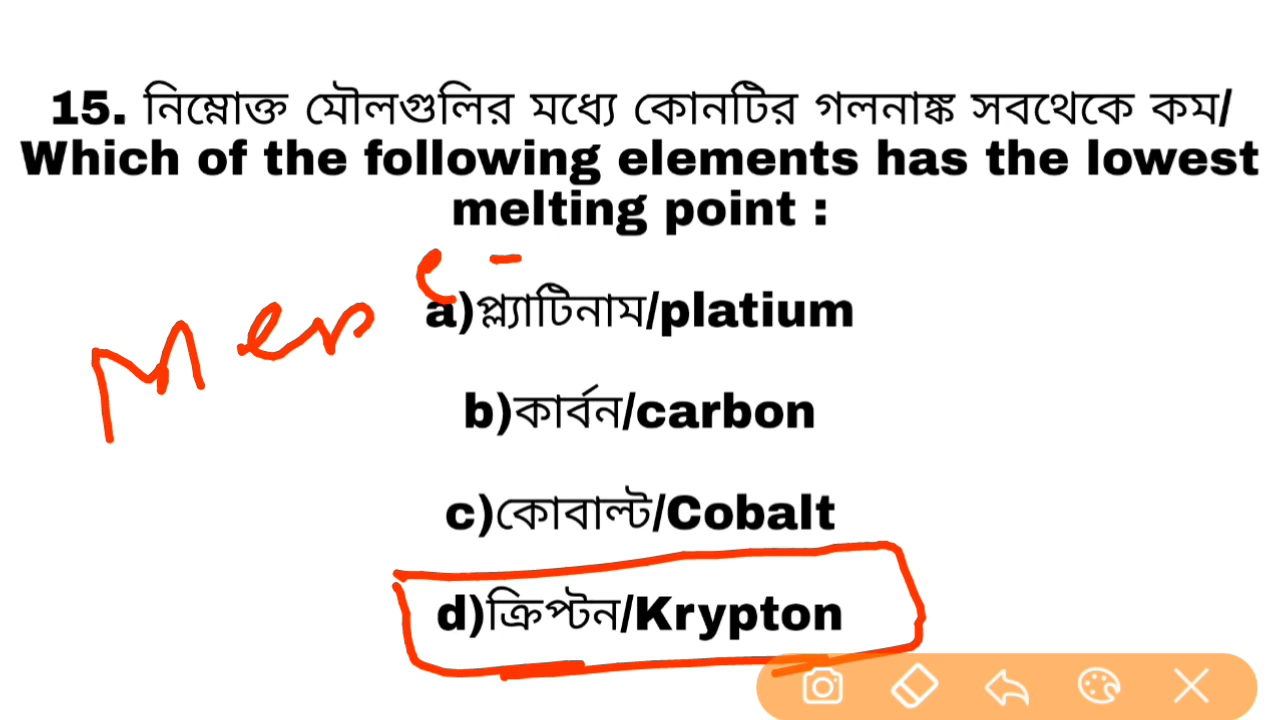 15. নিম্নোক্ত মৌলগুলির মধ্যে কোনটির গলনাঙ্ক সবথেকে কম/
Which of the following elements has the lowest
melting point :
a)প্ল্যাটিনাম/platium
b)কার্বন/carbon
c)কোবাল্ট/Cobalt
d)ক্রিপ্টন/Krypton